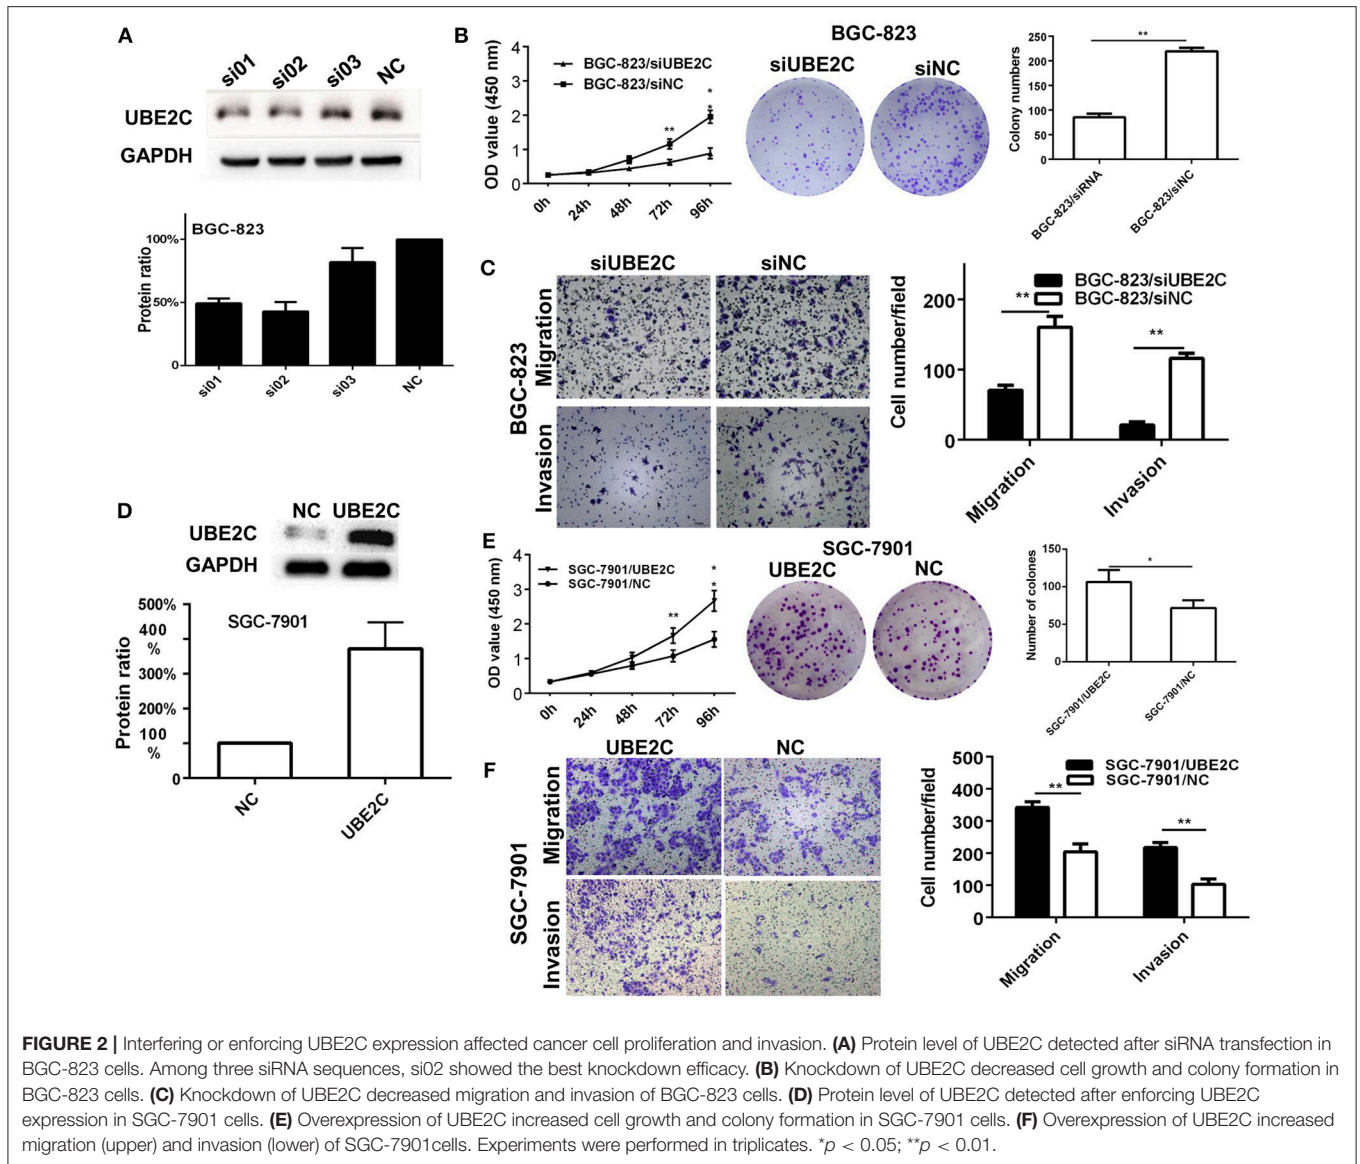 A
si01 si02 si03 NC
UBE2C
GAPDH
Protein ratio
BGC-823
100%
50%
0
si01 si02 si03 NC
B
BGC-823
OD value (450 nm)
4
3
2
1
0
BGC-823/siUBE2C
BGC-823/siNC
**
*
*
0h 24h 48h 72h 96h
siUBE2C siNC
Colony numbers
250
200
150
100
50
0
**
BGC-823/siRNA BGC-823/siNC
C
siUBE2C siNC
BGC-823
Migration
Invasion
Cell number/field
200
100
0
BGC-823/siUBE2C
BGC-823/siNC
**
**
Migration Invasion
D
NC UBE2C
UBE2C
GAPDH
Protein ratio
SGC-7901
500%
400
%
300%
200%
100
%
0
NC UBE2C
E
SGC-7901
OD value (450 nm)
4
3
2
1
0
SGC-7901/UBE2C
SGC-7901/NC
**
*
*
0h 24h 48h 72h 96h
UBE2C NC
Number of colones
150
100
50
0
*
SGC-7901/UBE2C SGC-7901/NC
F
UBE2C NC
SGC-7901
Migration
Invasion
Cell number/field
500
400
300
200
100
0
SGC-7901/UBE2C
SGC-7901/NC
**
**
Migration Invasion
FIGURE 2 | Interfering or enforcing UBE2C expression affected cancer cell proliferation and invasion. (A) Protein level of UBE2C detected after siRNA transfection in
BGC-823 cells. Among three siRNA sequences, si02 showed the best knockdown efficacy. (B) Knockdown of UBE2C decreased cell growth and colony formation in
BGC-823 cells. (C) Knockdown of UBE2C decreased migration and invasion of BGC-823 cells. (D) Protein level of UBE2C detected after enforcing UBE2C
expression in SGC-7901 cells. (E) Overexpression of UBE2C increased cell growth and colony formation in SGC-7901 cells. (F) Overexpression of UBE2C increased
migration (upper) and invasion (lower) of SGC-7901cells. Experiments were performed in triplicates. *p < 0.05; **p < 0.01.